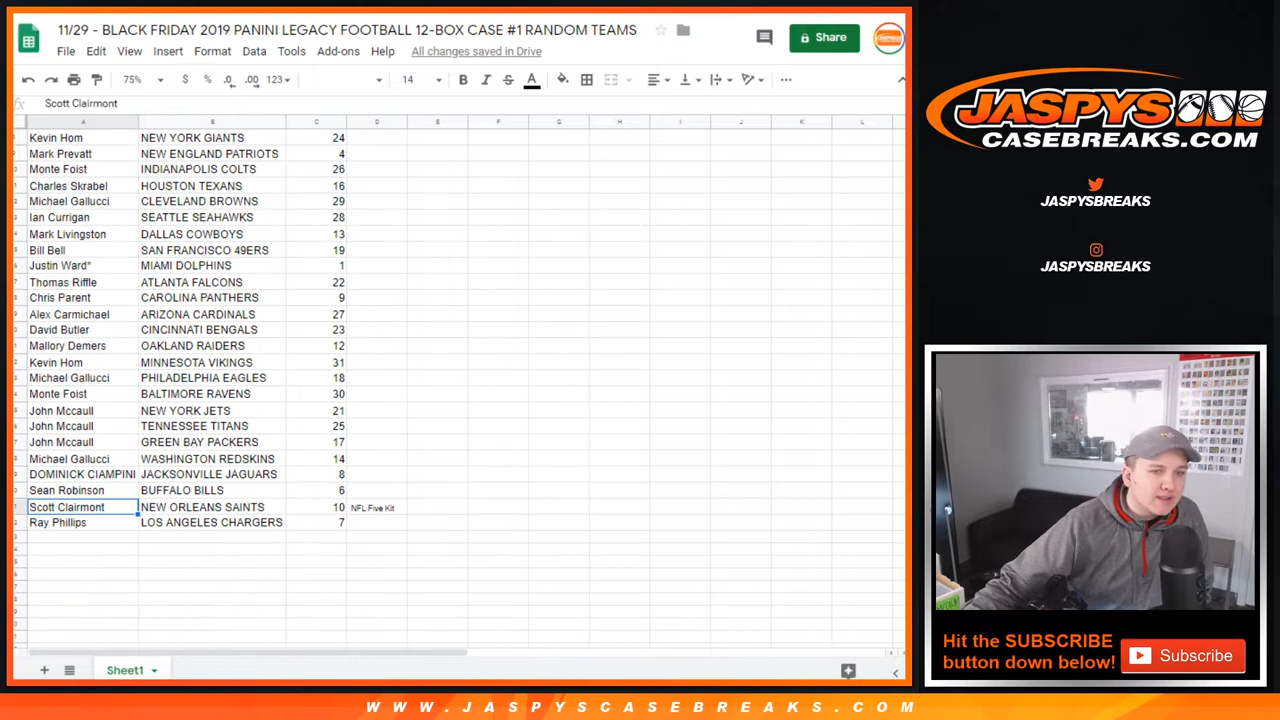 11/29 - BLACK FRIDAY 2019 PANINI LEGACY FOOTBALL 12-BOX CASE #1 RANDOM TEAMS
File Edit View Insert Format Data Tools Add-ons Help All changes saved in Drive
Share
75% $ % .0 .00 123 14 B I S A
fx Scott Clairmont
A B C D E F G H I J K L
Kevin Hom NEW YORK GIANTS 24
Mark Prevatt NEW ENGLAND PATRIOTS 4
Monte Foist INDIANAPOLIS COLTS 26
Charles Skrabel HOUSTON TEXANS 16
Michael Gallucci CLEVELAND BROWNS 29
Ian Currigan SEATTLE SEAHAWKS 28
Mark Livingston DALLAS COWBOYS 13
Bill Bell SAN FRANCISCO 49ERS 19
Justin Ward* MIAMI DOLPHINS 1
Thomas Riffle ATLANTA FALCONS 22
Chris Parent CAROLINA PANTHERS 9
Alex Carmichael ARIZONA CARDINALS 27
David Butler CINCINNATI BENGALS 23
Mallory Demers OAKLAND RAIDERS 12
Kevin Hom MINNESOTA VIKINGS 31
Michael Gallucci PHILADELPHIA EAGLES 18
Monte Foist BALTIMORE RAVENS 30
John Mccaull NEW YORK JETS 21
John Mccaull TENNESSEE TITANS 25
John Mccaull GREEN BAY PACKERS 17
Michael Gallucci WASHINGTON REDSKINS 14
DOMINICK CIAMPINI JACKSONVILLE JAGUARS 8
Sean Robinson BUFFALO BILLS 6
Scott Clairmont NEW ORLEANS SAINTS 10 NFL Five Kit
Ray Phillips LOS ANGELES CHARGERS 7
Sheet1
JASPYS
CASEBREAKS.COM
JASPYSBREAKS
JASPYSBREAKS
Hit the SUBSCRIBE
button down below!
Subscribe
WWW.JASPYSCASEBREAKS.COM